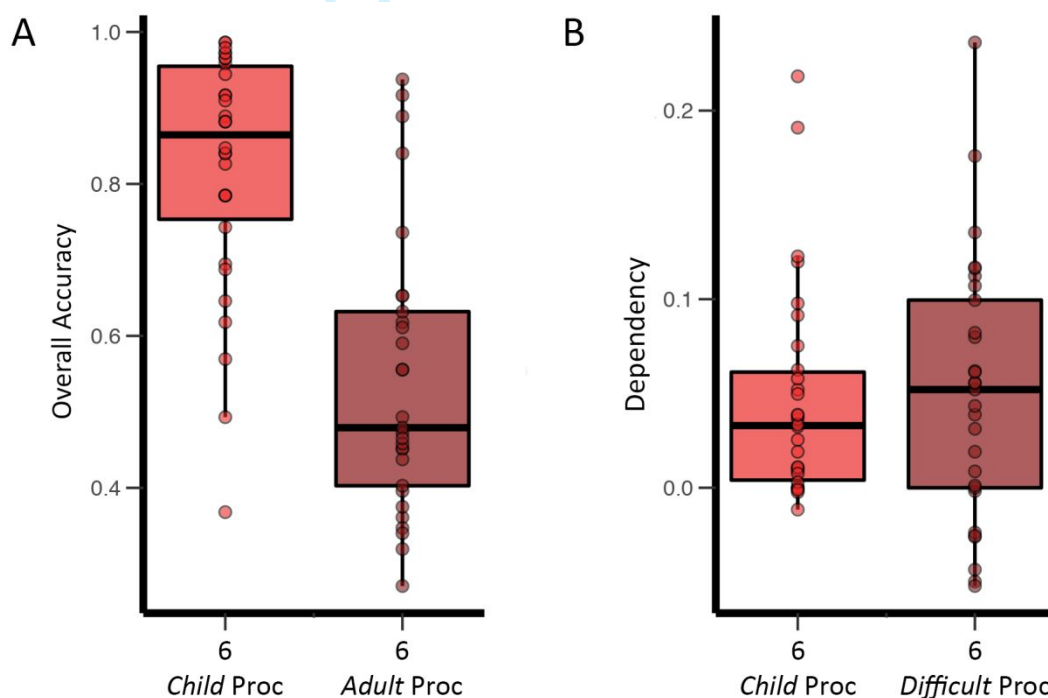 A
1.0
0.8
0.6
0.4
Overall Accuracy
6
6
Child Proc
Adult Proc
B
0.2
0.1
0.0
Dependency
6
6
Child Proc
Difficult Proc